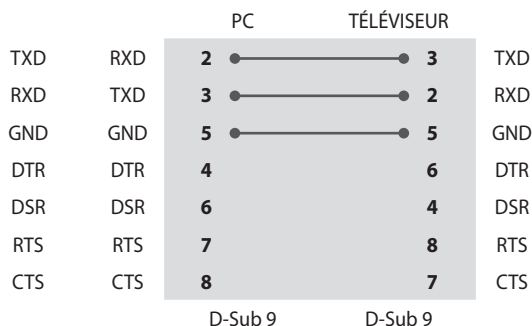 PC TÉLÉVISEUR
TXD RXD 2 3 TXD
RXD TXD 3 2 RXD
GND GND 5 5 GND
DTR DTR 4 6 DTR
DSR DSR 6 4 DSR
RTS RTS 7 8 RTS
CTS CTS 8 7 CTS
D-Sub 9 D-Sub 9